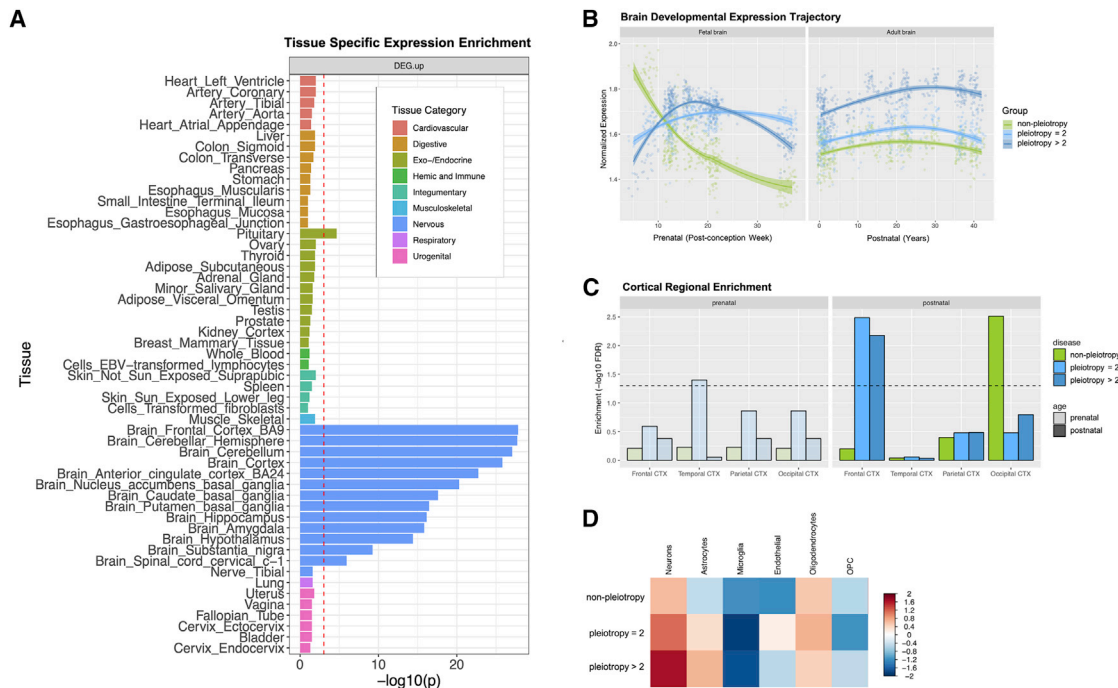 A
Tissue Specific Expression Enrichment
DEG.up
Heart_Left_Ventricle
Artery_Coronary
Artery_Tibial
Artery_Aorta
Heart_Atrial_Appendage
Liver
Colon_Sigmoid
Colon_Transverse
Pancreas
Stomach
Esophagus_Muscularis
Small_Intestine_Terminal_Ileum
Esophagus_Mucosa
Esophagus_Gastroesophageal_Junction
Pituitary
Ovary
Thyroid
Adipose_Subcutaneous
Adrenal_Gland
Minor_Salivary_Gland
Adipose_Visceral_Omentum
Testis
Prostate
Kidney_Cortex
Breast_Mammary_Tissue
Whole_Blood
Cells_EBV-transformed_lymphocytes
Skin_Not_Sun_Exposed_Suprapubic
Spleen
Skin_Sun_Exposed_Lower_leg
Cells_Transformed_fibroblasts
Muscle_Skeletal
Brain_Frontal_Cortex_BA9
Brain_Cerebellar_Hemisphere
Brain_Cerebellum
Brain_Cortex
Brain_Anterior_cingulate_cortex_BA24
Brain_Nucleus_accumbens_basal_ganglia
Brain_Caudate_basal_ganglia
Brain_Putamen_basal_ganglia
Brain_Hippocampus
Brain_Amygdala
Brain_Hypothalamus
Brain_Substantia_nigra
Brain_Spinal_cord_cervical_c-1
Nerve_Tibial
Lung
Uterus
Vagina
Fallopian_Tube
Cervix_Ectocervix
Bladder
Cervix_Endocervix
Tissue
0 10 20
-log10(p)
Tissue Category
Cardiovascular
Digestive
Exo-/Endocrine
Hemic and Immune
Integumentary
Musculoskeletal
Nervous
Respiratory
Urogenital
B
Brain Developmental Expression Trajectory
Fetal brain
Adult brain
2.0
1.8
1.6
1.4
Normalized Expression
10 20 30
0 10 20 30 40
Prenatal (Post-conception Week)
Postnatal (Years)
Group
non-pleiotropy
pleiotropy = 2
pleiotropy > 2
C
Cortical Regional Enrichment
prenatal
postnatal
2.5
2.0
1.5
1.0
0.5
0.0
Enrichment (-log10 FDR)
Frontal CTX Temporal CTX Parietal CTX Occipital CTX
Frontal CTX Temporal CTX Parietal CTX Occipital CTX
disease
non-pleiotropy
pleiotropy = 2
pleiotropy > 2
age
prenatal
postnatal
D
Neurons
Astrocytes
Microglia
Endothelial
Oligodendrocytes
OPC
non-pleiotropy
pleiotropy = 2
pleiotropy > 2
2
1.6
1.2
0.8
0.4
0
-0.4
-0.8
-1.2
-1.6
-2